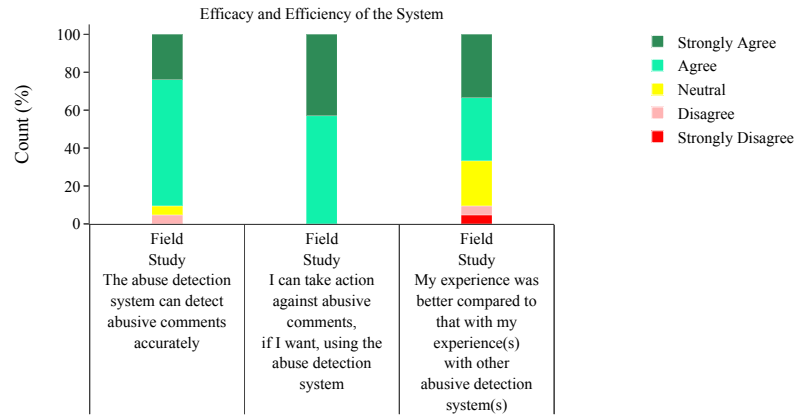 Efficacy and Efficiency of the System
Count (%)
100
80
60
40
20
0
Strongly Agree
Agree
Neutral
Disagree
Strongly Disagree
Field
Study
The abuse detection
system can detect
abusive comments
accurately
Field
Study
I can take action
against abusive
comments,
if I want, using the
abuse detection
system
Field
Study
My experience was
better compared to
that with my
experience(s)
with other
abusive detection
system(s)